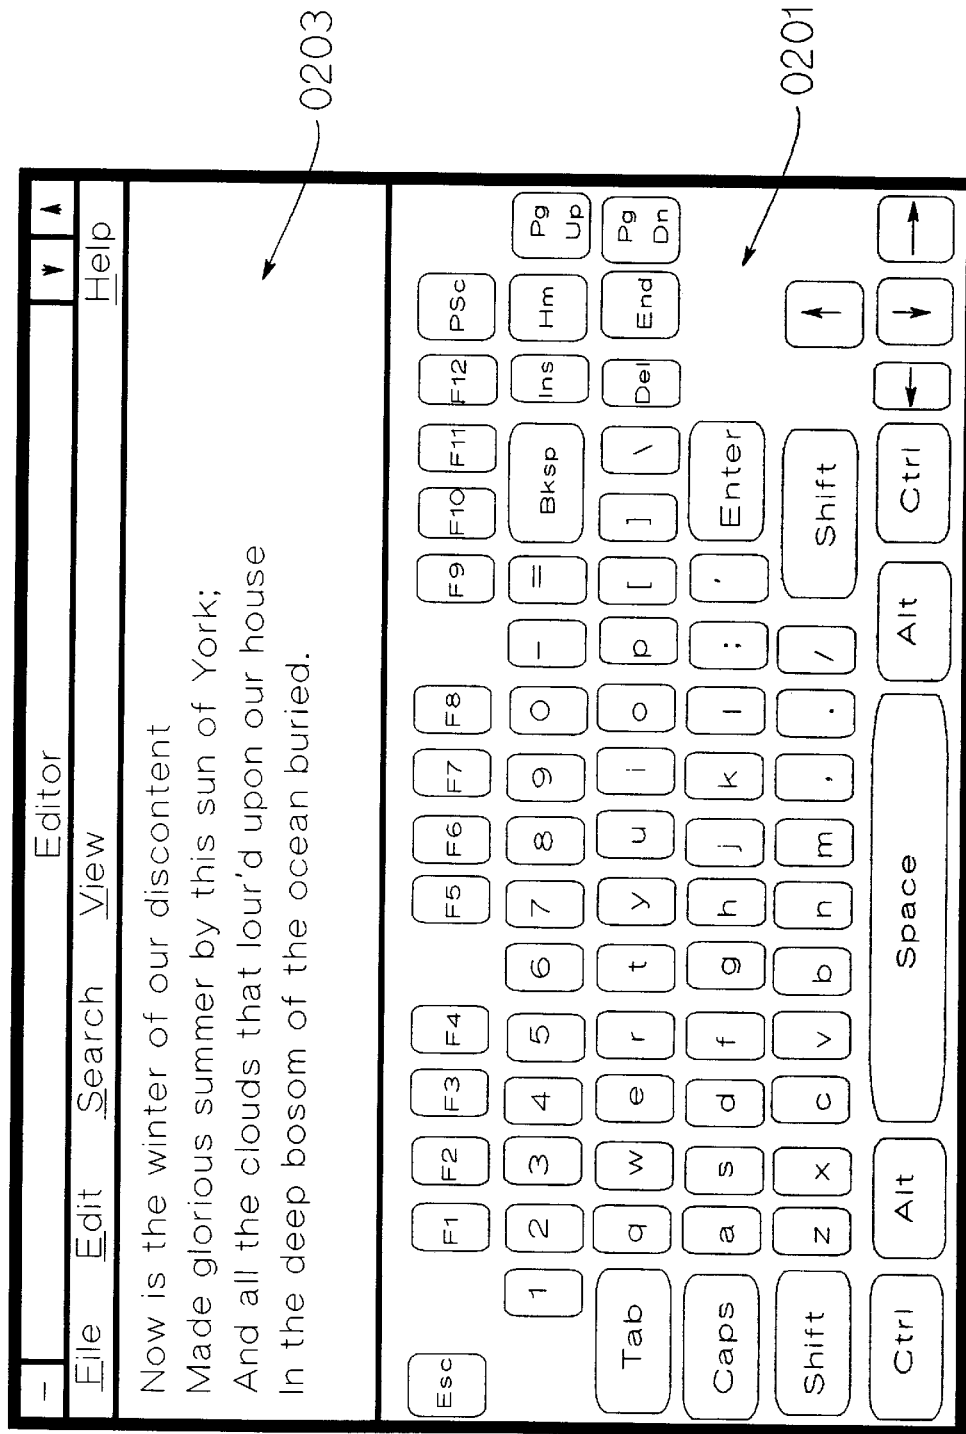 - Editor
File Edit Search View Help
Now is the winter of our discontent
Made glorious summer by this sun of York;
And all the clouds that lour'd upon our house
In the deep bosom of the ocean buried.
0203
Esc F1 F2 F3 F4 F5 F6 F7 F8 F9 F10 F11 F12 PSc
1 2 3 4 5 6 7 8 9 0 - = Bksp Ins Hm Pg Up
Tab q w e r t y u i o p [ ] \ Del End Pg Dn
Caps a s d f g h j k l ; ' Enter
Shift z x c v b n m , . / Shift ↑
Ctrl Alt Space Alt Ctrl ← ↓ →
0201